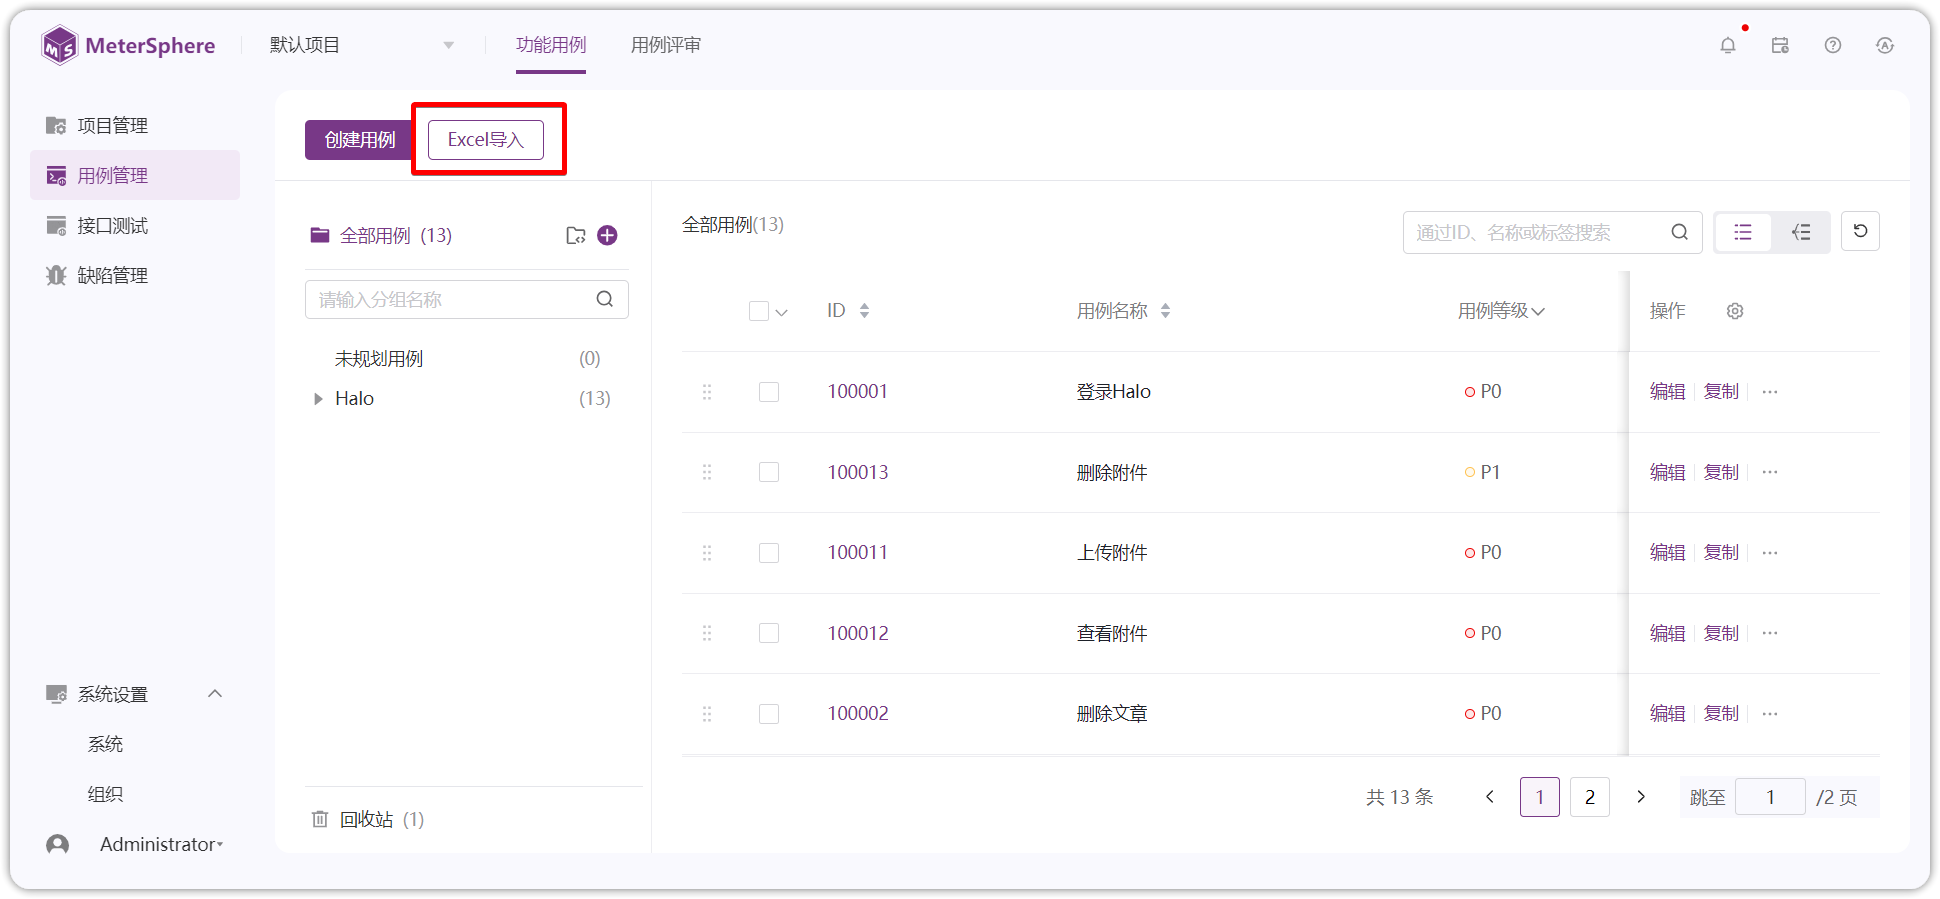 MeterSphere
默认项目
功能用例
用例评审
项目管理
用例管理
接口测试
缺陷管理
系统设置
系统
组织
Administrator
创建用例
Excel导入
全部用例 (13)
请输入分组名称
未规划用例 (0)
Halo (13)
回收站 (1)
全部用例(13)
通过ID、名称或标签搜索
ID 用例名称 用例等级 操作
100001 登录Halo P0 编辑 复制 ···
100013 删除附件 P1 编辑 复制 ···
100011 上传附件 P0 编辑 复制 ···
100012 查看附件 P0 编辑 复制 ···
100002 删除文章 P0 编辑 复制 ···
共 13 条 1 2 跳至 1 /2 页